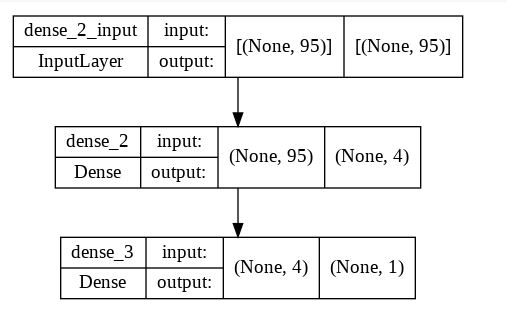 dense_2_input input: [(None, 95)] [(None, 95)]
InputLayer output:
dense_2 input: (None, 95) (None, 4)
Dense output:
dense_3 input: (None, 4) (None, 1)
Dense output: